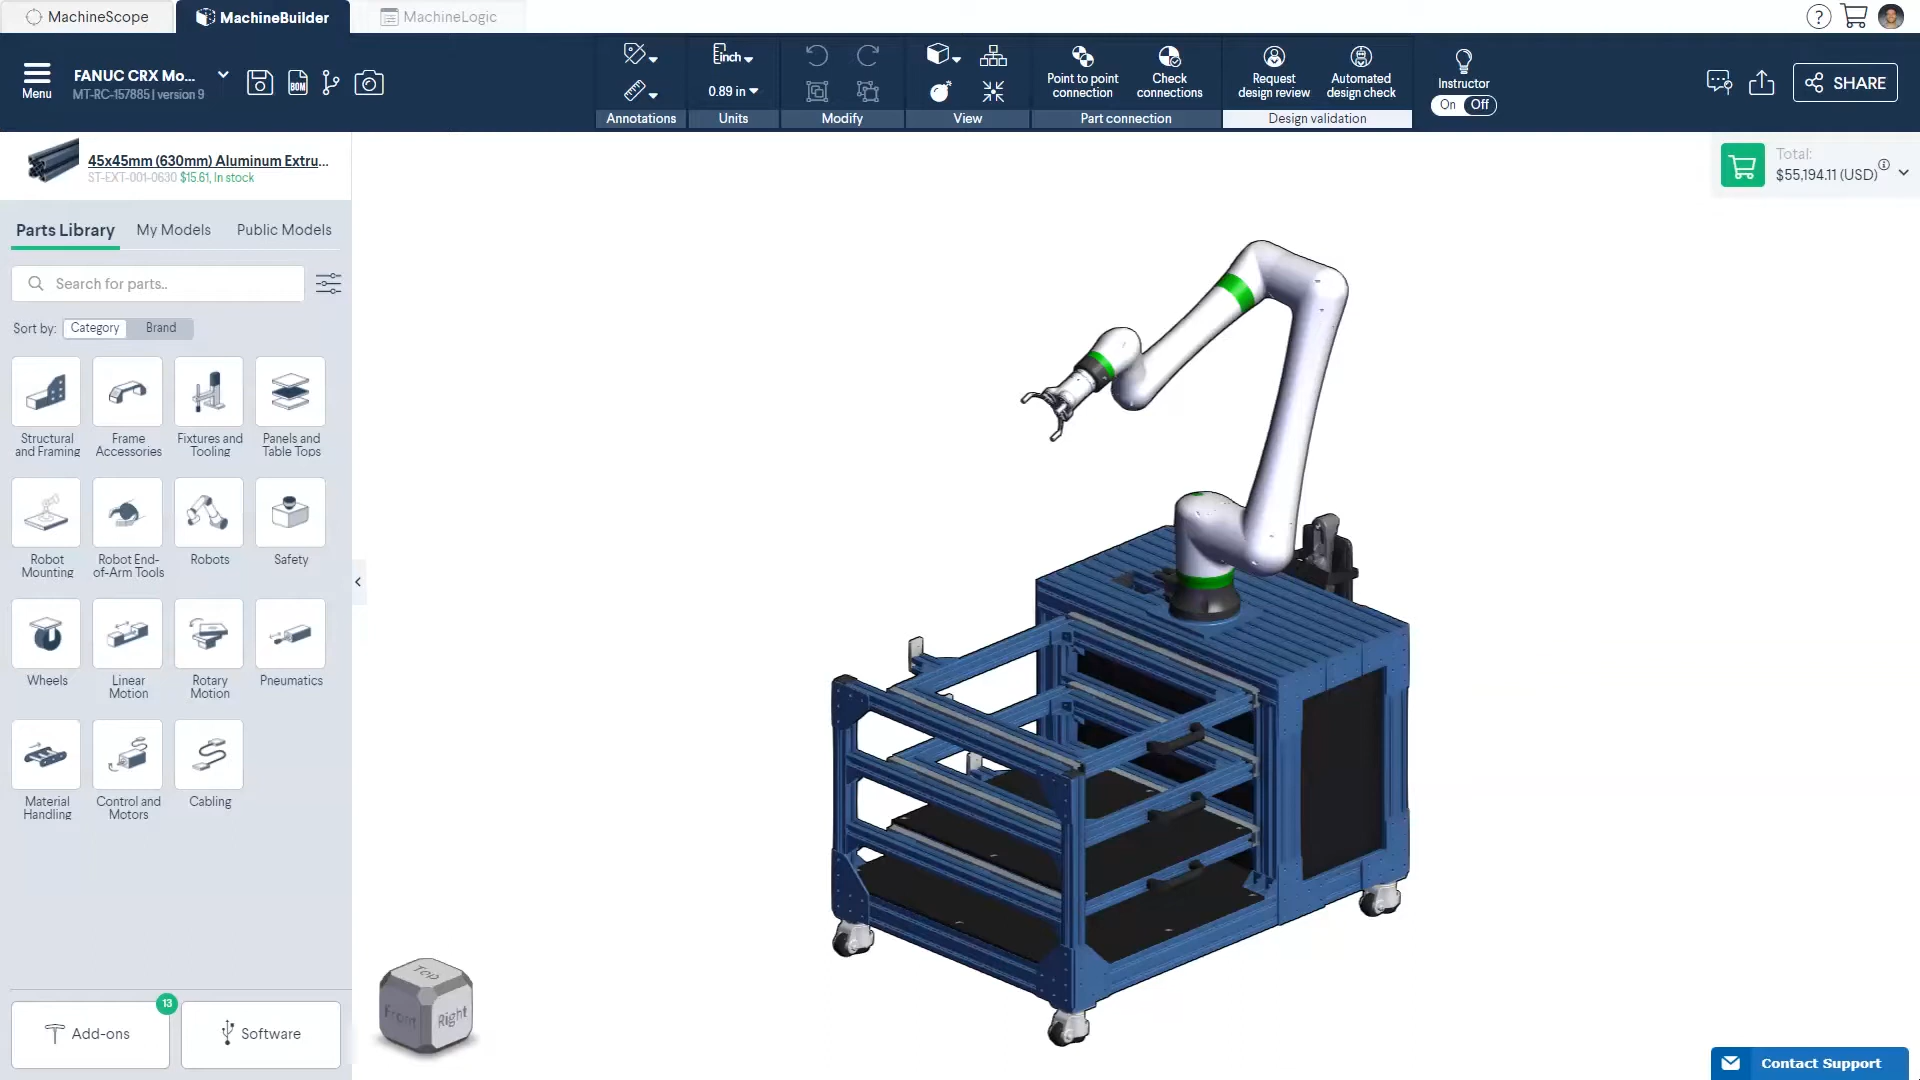 MachineScope
MachineBuilder
MachineLogic
?
Menu
FANUC CRX Mo...
MT-RC-157885 | version 9
BOM
Annotations
Inch
0.89 in
Units
Modify
View
Point to point
connection
Check
connections
Part connection
Request
design review
Automated
design check
Design validation
Instructor
On Off
SHARE
45x45mm (630mm) Aluminum Extru...
ST-EXT-001-0630 $15.61, In stock
Total:
$55,194.11 (USD)
Parts Library
My Models
Public Models
Search for parts..
Sort by: Category Brand
Structural
and Framing
Frame
Accessories
Fixtures and
Tooling
Panels and
Table Tops
Robot
Mounting
Robot End-
of-Arm Tools
Robots
Safety
Wheels
Linear
Motion
Rotary
Motion
Pneumatics
Material
Handling
Control and
Motors
Cabling
13
Add-ons
Software
Top
Front
Right
Contact Support